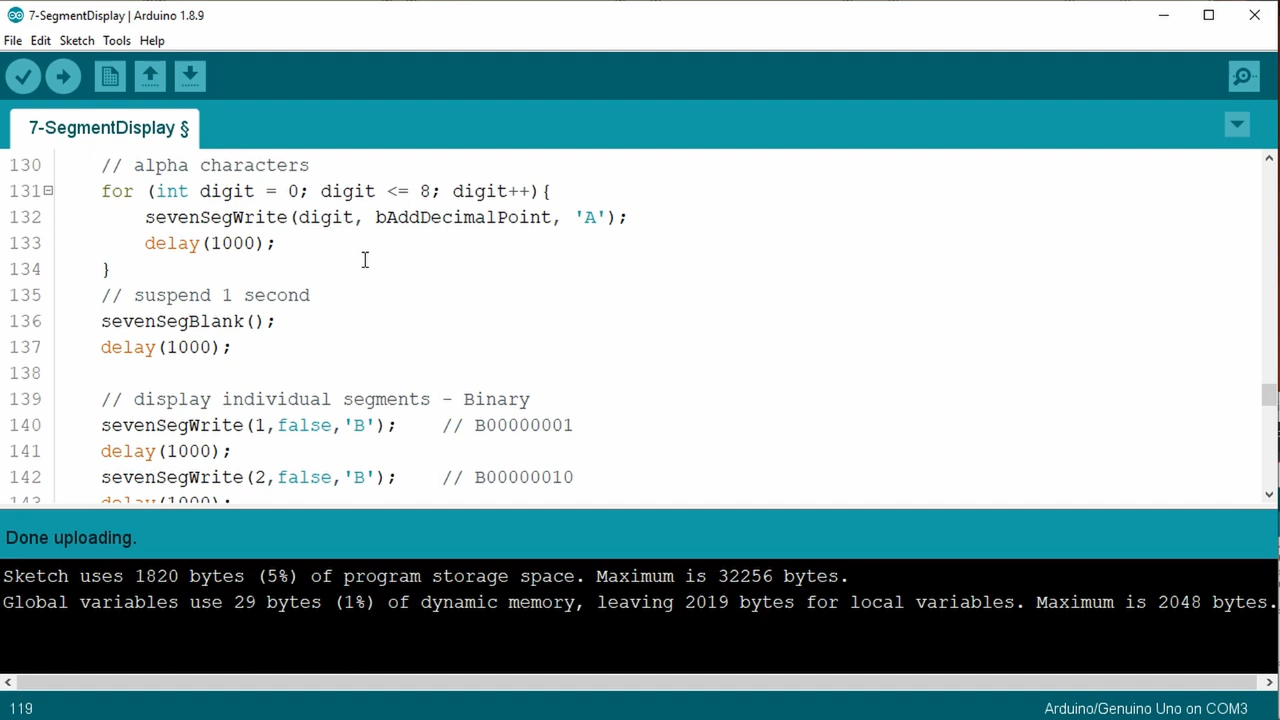 7-SegmentDisplay | Arduino 1.8.9
File Edit Sketch Tools Help
7-SegmentDisplay §
130 // alpha characters
131 for (int digit = 0; digit <= 8; digit++){
132 sevenSegWrite(digit, bAddDecimalPoint, 'A');
133 delay(1000);
134 }
135 // suspend 1 second
136 sevenSegBlank();
137 delay(1000);
138
139 // display individual segments - Binary
140 sevenSegWrite(1,false,'B'); // B00000001
141 delay(1000);
142 sevenSegWrite(2,false,'B'); // B00000010
143 delay(1000);
Done uploading.
Sketch uses 1820 bytes (5%) of program storage space. Maximum is 32256 bytes.
Global variables use 29 bytes (1%) of dynamic memory, leaving 2019 bytes for local variables. Maximum is 2048 bytes.
119 Arduino/Genuino Uno on COM3